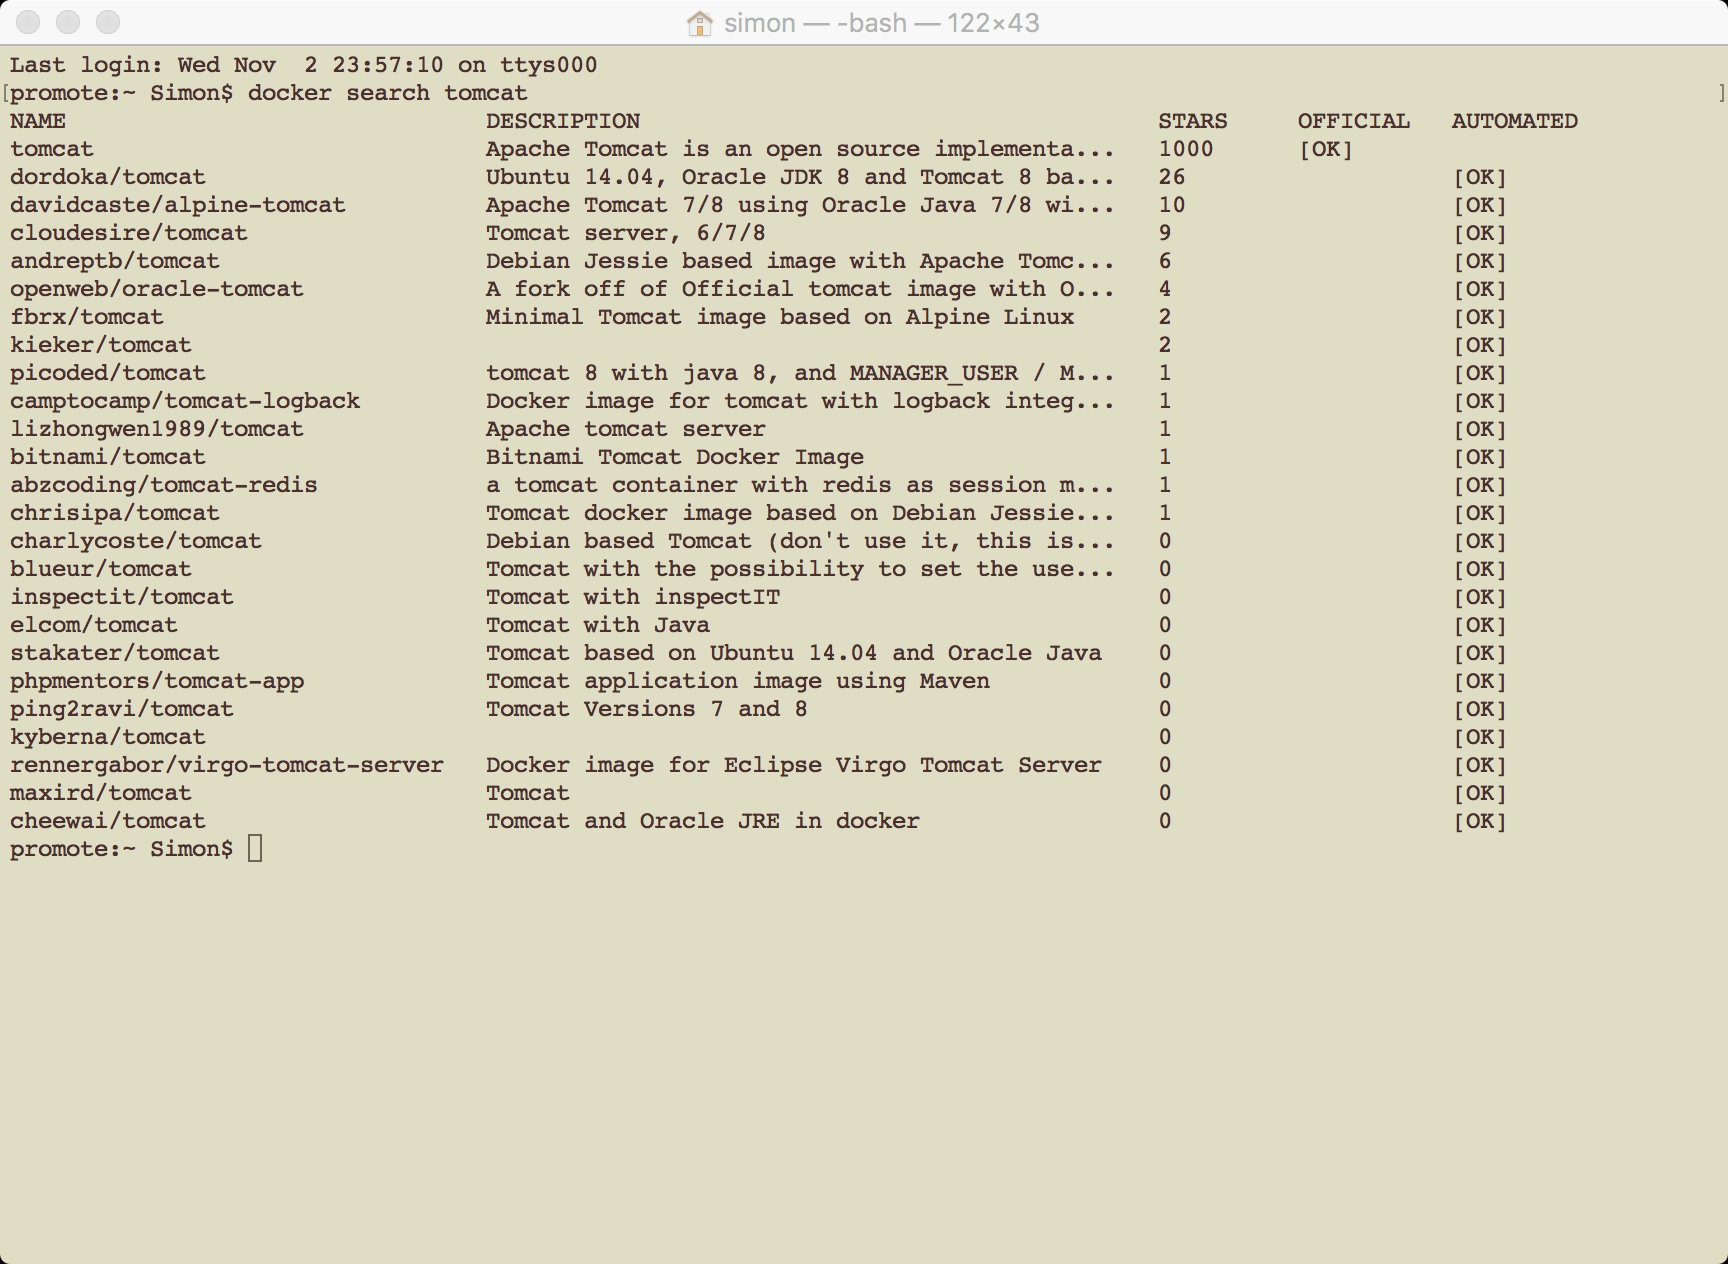 simon — -bash — 122×43
Last login: Wed Nov  2 23:57:10 on ttys000
[promote:~ Simon$ docker search tomcat ]
NAME DESCRIPTION STARS OFFICIAL AUTOMATED
tomcat Apache Tomcat is an open source implementa... 1000 [OK]
dordoka/tomcat Ubuntu 14.04, Oracle JDK 8 and Tomcat 8 ba... 26 [OK]
davidcaste/alpine-tomcat Apache Tomcat 7/8 using Oracle Java 7/8 wi... 10 [OK]
cloudesire/tomcat Tomcat server, 6/7/8 9 [OK]
andreptb/tomcat Debian Jessie based image with Apache Tomc... 6 [OK]
openweb/oracle-tomcat A fork off of Official tomcat image with O... 4 [OK]
fbrx/tomcat Minimal Tomcat image based on Alpine Linux 2 [OK]
kieker/tomcat 2 [OK]
picoded/tomcat tomcat 8 with java 8, and MANAGER_USER / M... 1 [OK]
camptocamp/tomcat-logback Docker image for tomcat with logback integ... 1 [OK]
lizhongwen1989/tomcat Apache tomcat server 1 [OK]
bitnami/tomcat Bitnami Tomcat Docker Image 1 [OK]
abzcoding/tomcat-redis a tomcat container with redis as session m... 1 [OK]
chrisipa/tomcat Tomcat docker image based on Debian Jessie... 1 [OK]
charlycoste/tomcat Debian based Tomcat (don't use it, this is... 0 [OK]
blueur/tomcat Tomcat with the possibility to set the use... 0 [OK]
inspectit/tomcat Tomcat with inspectIT 0 [OK]
elcom/tomcat Tomcat with Java 0 [OK]
stakater/tomcat Tomcat based on Ubuntu 14.04 and Oracle Java 0 [OK]
phpmentors/tomcat-app Tomcat application image using Maven 0 [OK]
ping2ravi/tomcat Tomcat Versions 7 and 8 0 [OK]
kyberna/tomcat 0 [OK]
rennergabor/virgo-tomcat-server Docker image for Eclipse Virgo Tomcat Server 0 [OK]
maxird/tomcat Tomcat 0 [OK]
cheewai/tomcat Tomcat and Oracle JRE in docker 0 [OK]
promote:~ Simon$